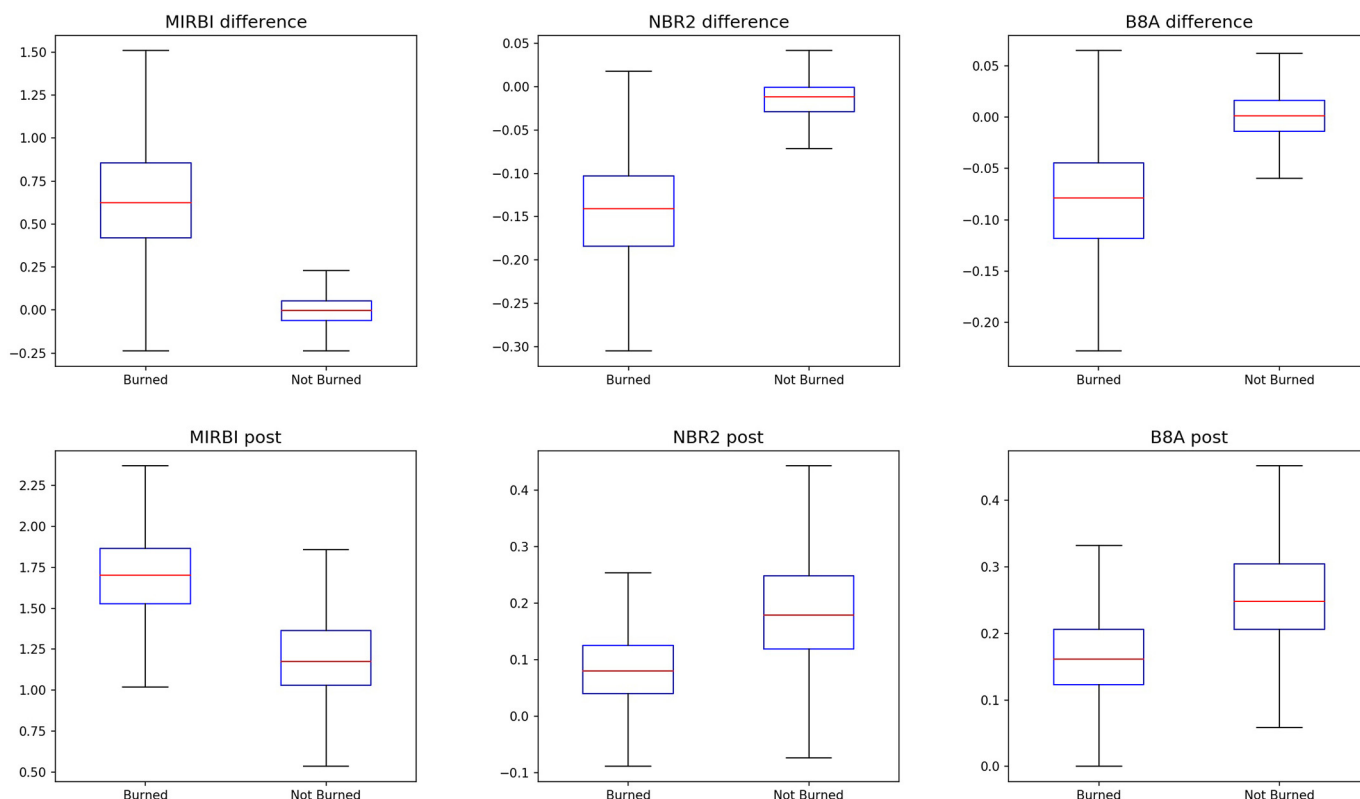 MIRBI difference
NBR2 difference
B8A difference
1.50
1.25
1.00
0.75
0.50
0.25
0.00
−0.25
Burned
Not Burned
0.05
0.00
−0.05
−0.10
−0.15
−0.20
−0.25
−0.30
Burned
Not Burned
0.05
0.00
−0.05
−0.10
−0.15
−0.20
Burned
Not Burned
MIRBI post
NBR2 post
B8A post
2.25
2.00
1.75
1.50
1.25
1.00
0.75
0.50
Burned
Not Burned
0.4
0.3
0.2
0.1
0.0
−0.1
Burned
Not Burned
0.4
0.3
0.2
0.1
0.0
Burned
Not Burned